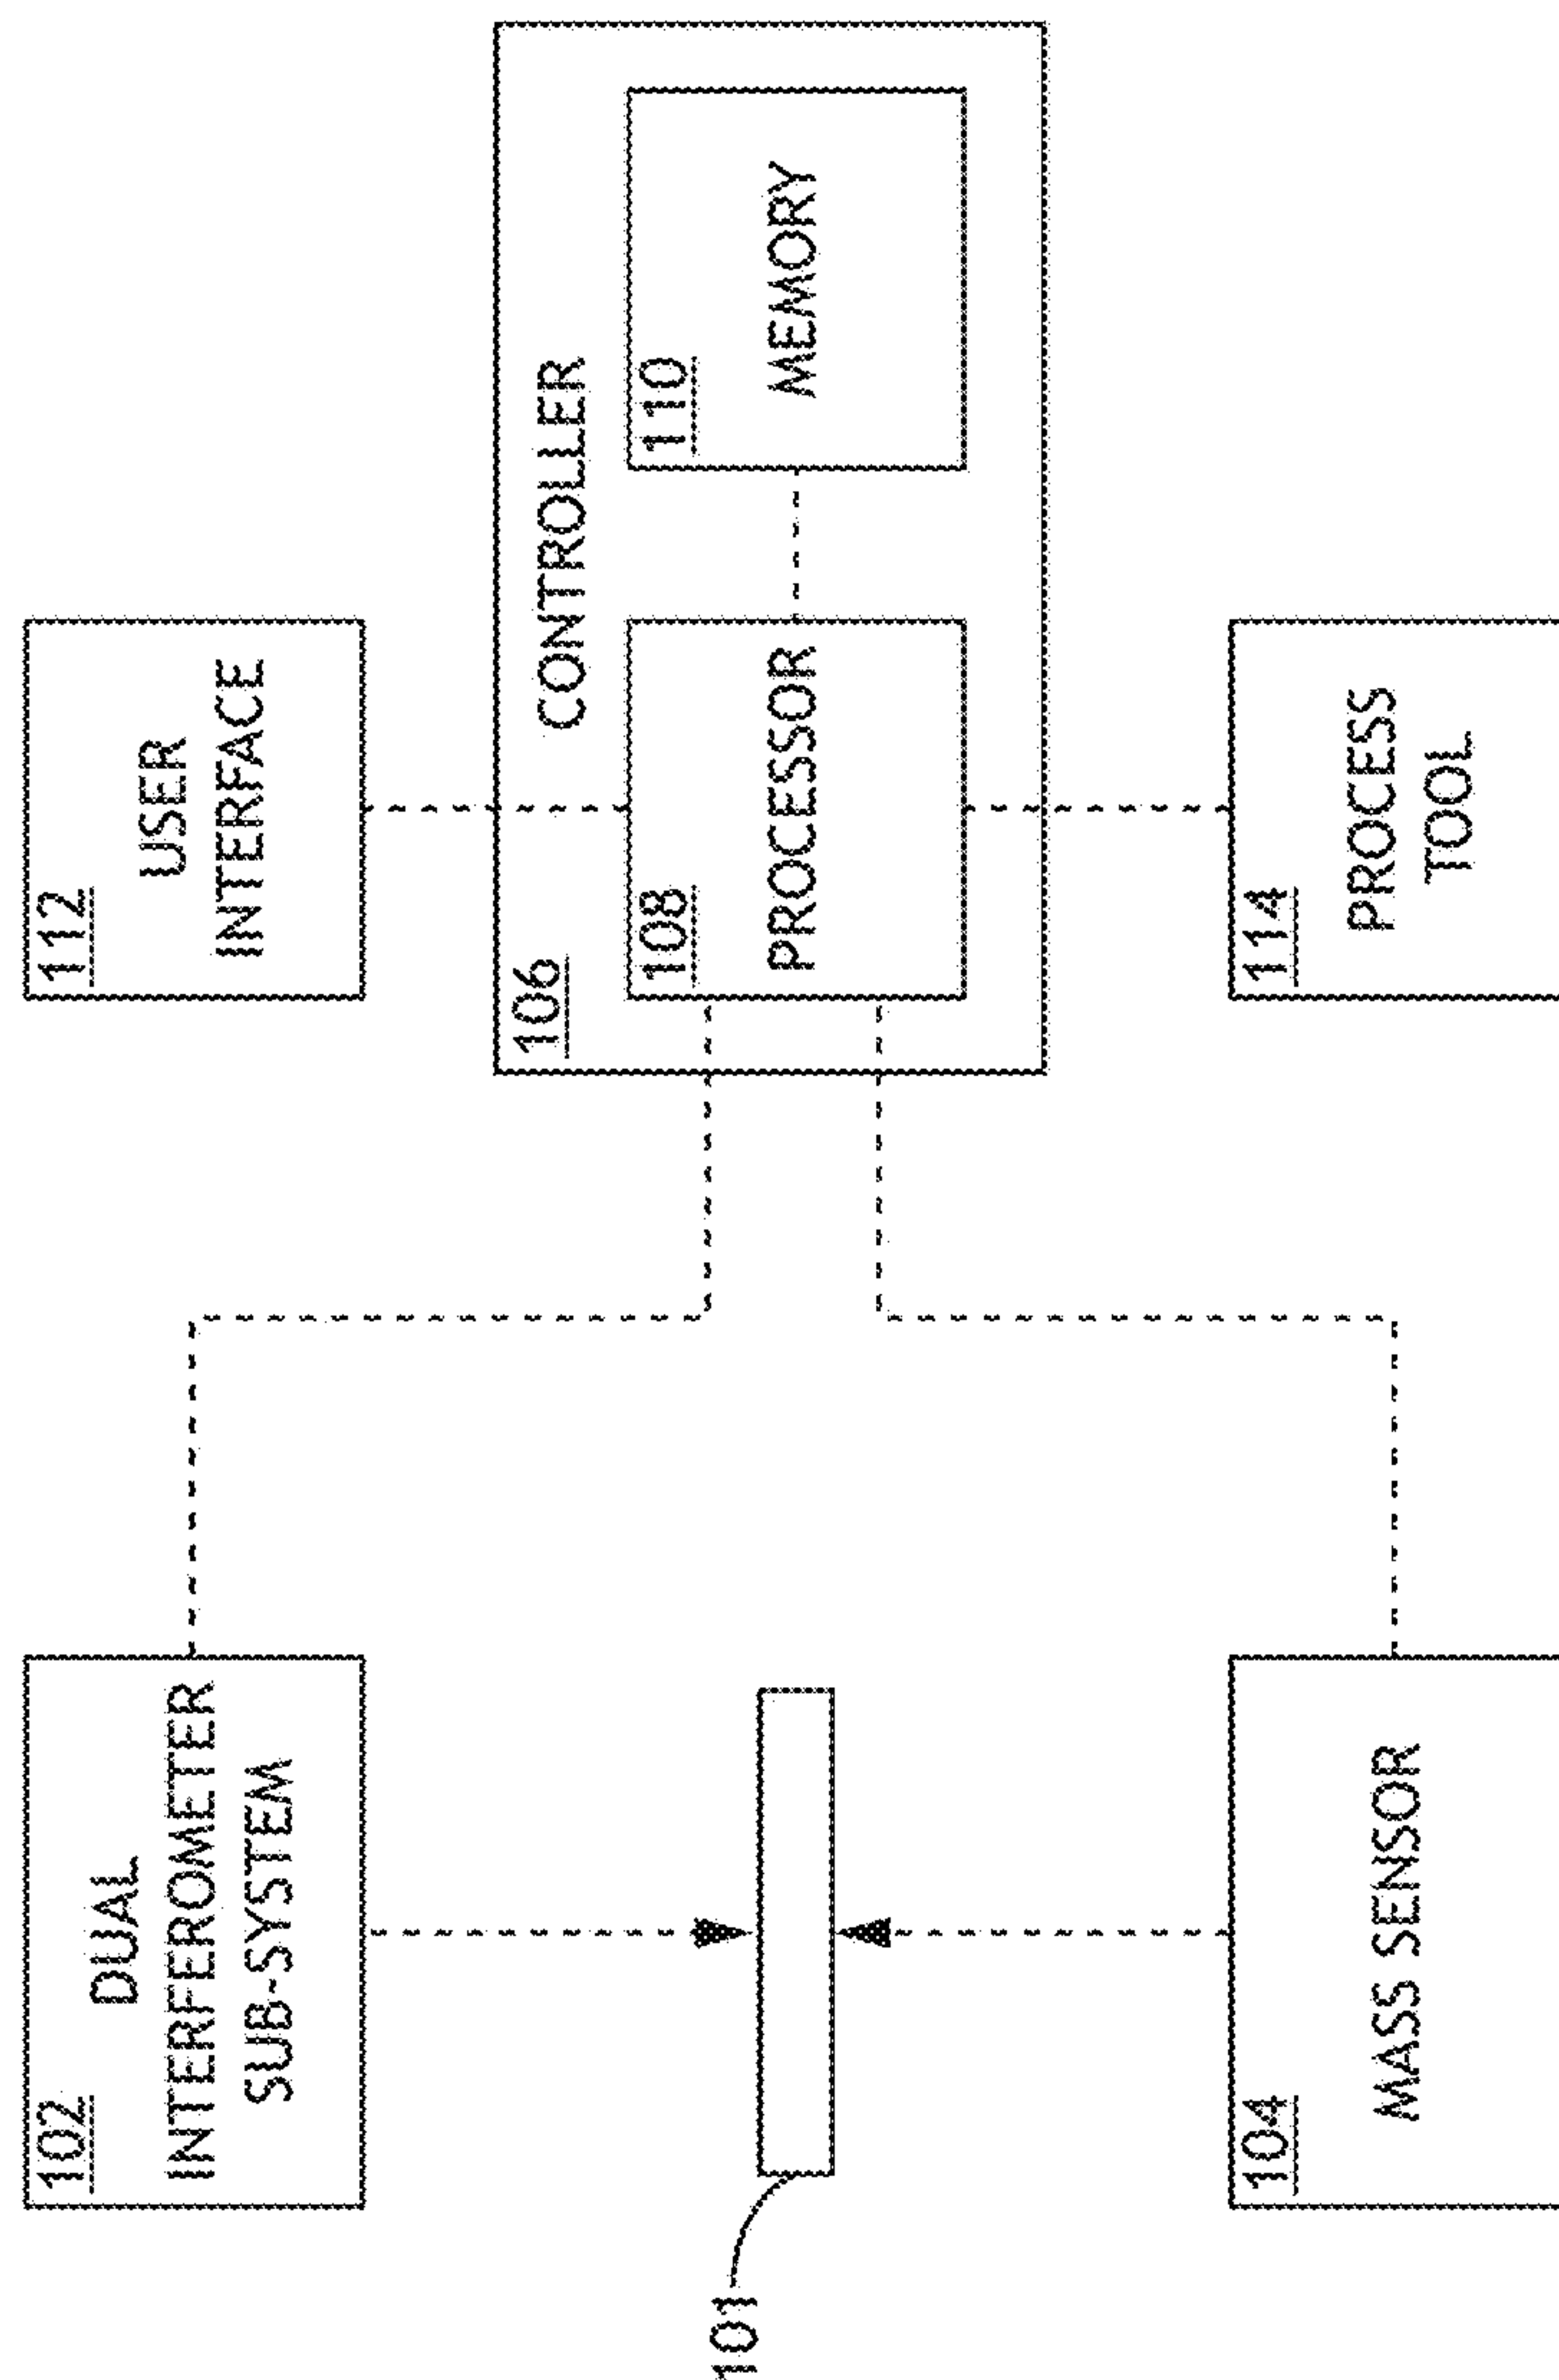 102
DUAL
INTERFEROMETER
SUB-SYSTEM
112
USER
INTERFACE
101
106
CONTROLLER
108
PROCESSOR
110
MEMORY
104
MASS SENSOR
114
PROCESS
TOOL